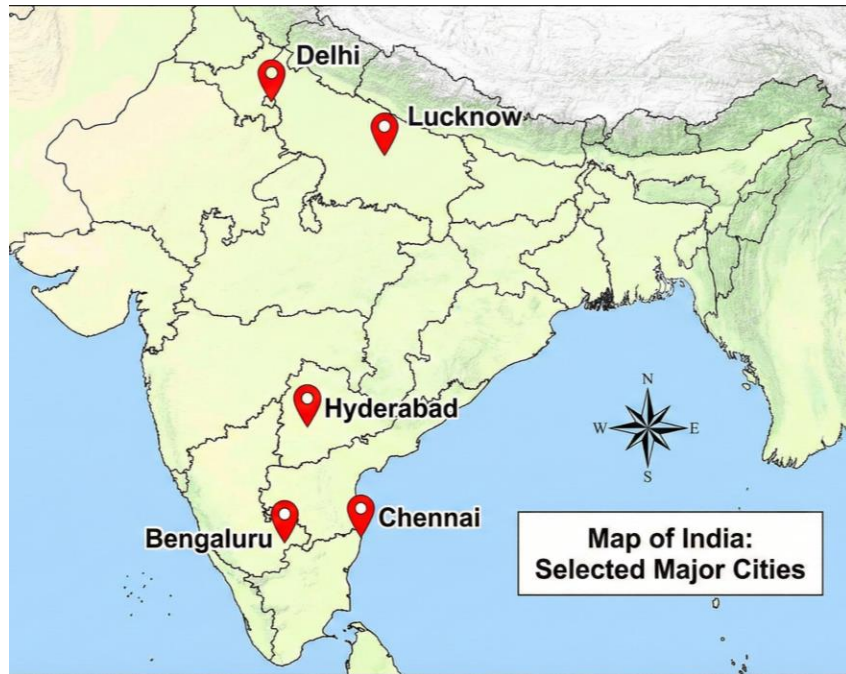 Delhi
Lucknow
Hyderabad
N
W E
S
Chennai
Bengaluru
Map of India:
Selected Major Cities